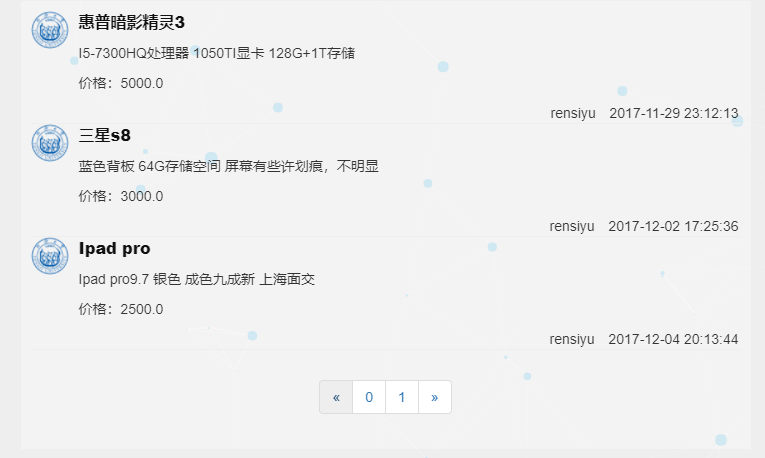 惠普暗影精灵3
I5-7300HQ处理器 1050TI显卡 128G+1T存储
价格：5000.0
rensiyu 2017-11-29 23:12:13
三星s8
蓝色背板 64G存储空间 屏幕有些许划痕，不明显
价格：3000.0
rensiyu 2017-12-02 17:25:36
Ipad pro
Ipad pro9.7 银色 成色九成新 上海面交
价格：2500.0
rensiyu 2017-12-04 20:13:44
« 0 1 »